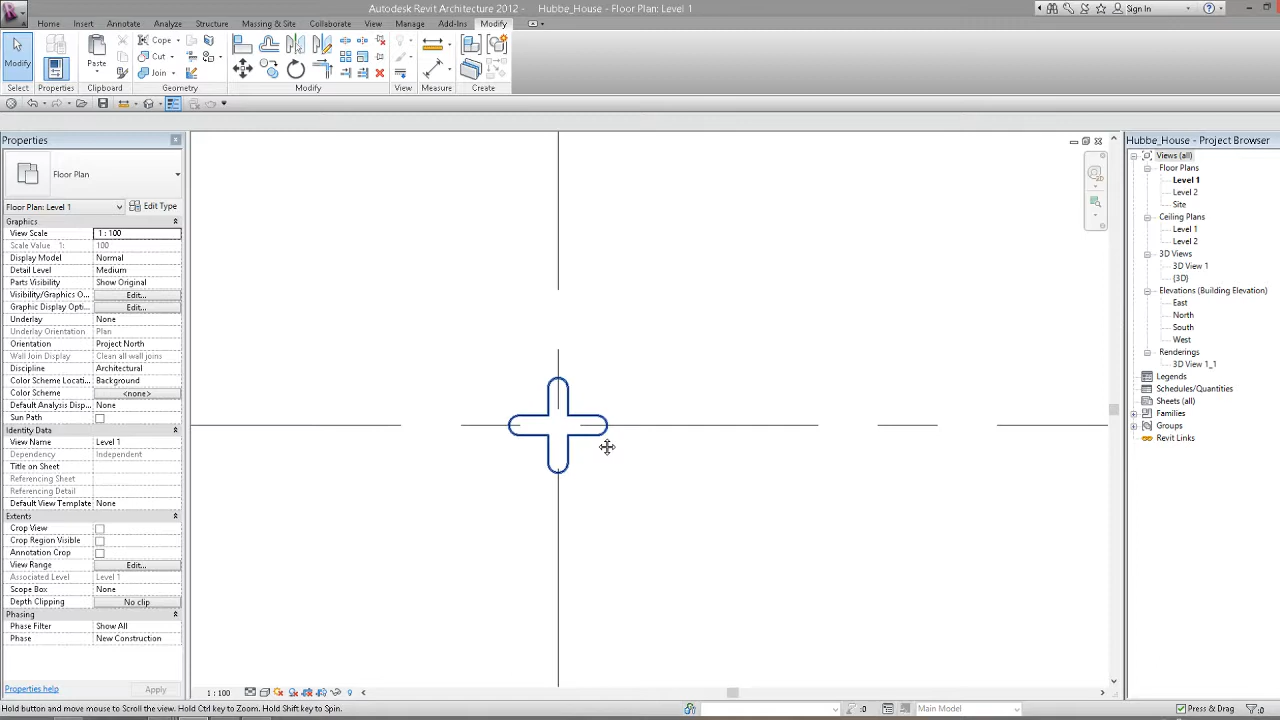 Autodesk Revit Architecture 2012 - Hubbe_House - Floor Plan: Level 1
Sign In
Home Insert Annotate Analyze Structure Massing & Site Collaborate View Manage Add-Ins Modify
Modify
Paste
Cope
Cut
Join
Select Properties Clipboard Geometry Modify View Measure Create
Properties
Floor Plan
Floor Plan: Level 1 Edit Type
Graphics
View Scale 1 : 100
Scale Value 1: 100
Display Model Normal
Detail Level Medium
Parts Visibility Show Original
Visibility/Graphics O... Edit...
Graphic Display Opti... Edit...
Underlay None
Underlay Orientation Plan
Orientation Project North
Wall Join Display Clean all wall joins
Discipline Architectural
Color Scheme Locati... Background
Color Scheme <none>
Default Analysis Disp... None
Sun Path
Identity Data
View Name Level 1
Dependency Independent
Title on Sheet
Referencing Sheet
Referencing Detail
Default View Template None
Extents
Crop View
Crop Region Visible
Annotation Crop
View Range Edit...
Associated Level Level 1
Scope Box None
Depth Clipping No clip
Phasing
Phase Filter Show All
Phase New Construction
Properties help Apply
1 : 100
Hubbe_House - Project Browser
Views (all)
Floor Plans
Level 1
Level 2
Site
Ceiling Plans
Level 1
Level 2
3D Views
3D View 1
{3D}
Elevations (Building Elevation)
East
North
South
West
Renderings
3D View 1_1
Legends
Schedules/Quantities
Sheets (all)
Families
Groups
Revit Links
Hold button and move mouse to Scroll the view. Hold Ctrl key to Zoom. Hold Shift key to Spin.
:0 Main Model Press & Drag :0